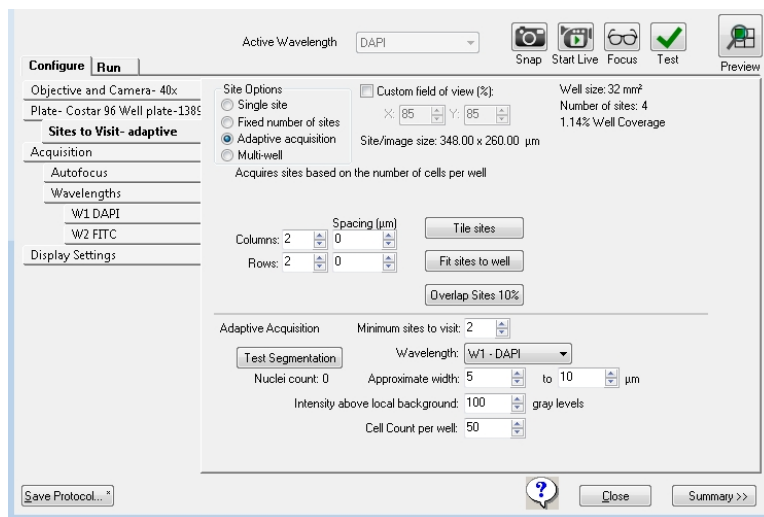 Active Wavelength DAPI
Snap Start Live Focus Test Preview
Configure Run
Objective and Camera- 40x
Plate- Costar 96 Well plate-1389
Sites to Visit- adaptive
Acquisition
Autofocus
Wavelengths
W1 DAPI
W2 FITC
Display Settings
Site Options
Single site
Fixed number of sites
Adaptive acquisition
Multi-well
Custom field of view (%):
X: 85 Y: 85
Site/image size: 348.00 x 260.00 µm
Well size: 32 mm²
Number of sites: 4
1.14% Well Coverage
Acquires sites based on the number of cells per well
Spacing (µm)
Columns: 2 0
Rows: 2 0
Tile sites
Fit sites to well
Overlap Sites 10%
Adaptive Acquisition Minimum sites to visit: 2
Test Segmentation Wavelength: W1 - DAPI
Nuclei count: 0 Approximate width: 5 to 10 µm
Intensity above local background: 100 gray levels
Cell Count per well: 50
Save Protocol... * ? Close Summary >>